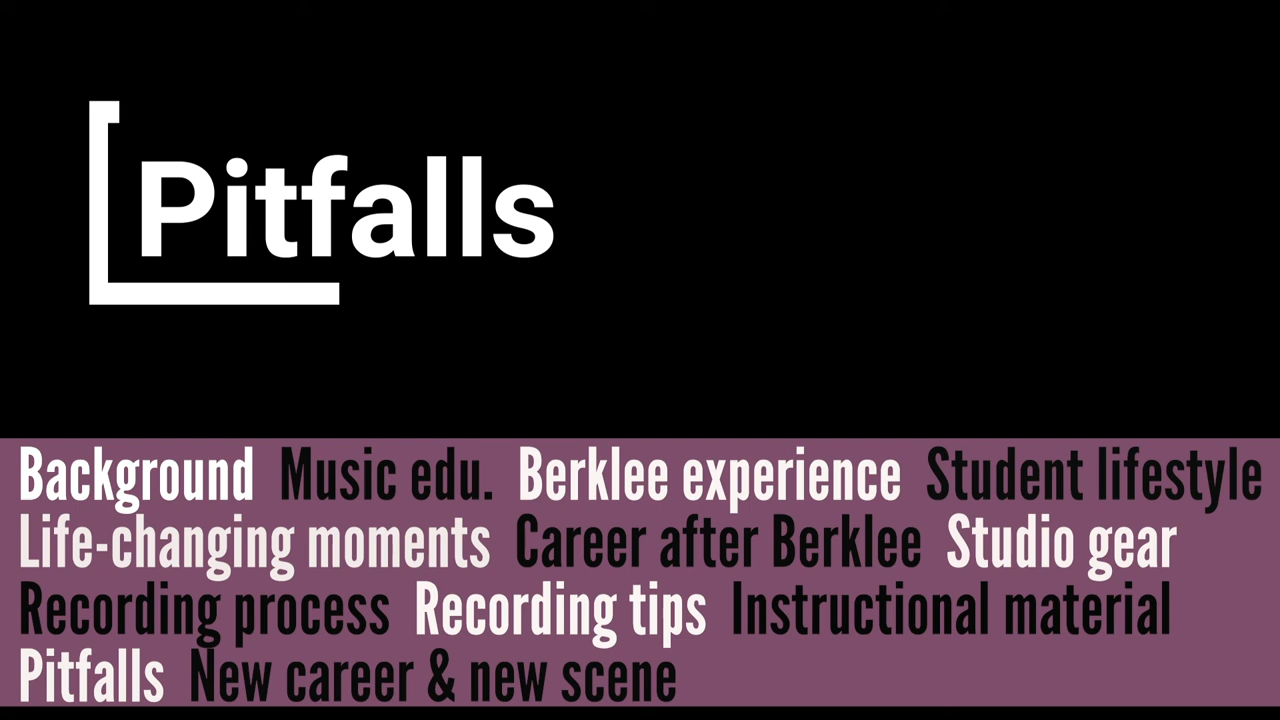 Pitfalls
Background Music edu. Berklee experience Student lifestyle
Life-changing moments Career after Berklee Studio gear
Recording process Recording tips Instructional material
Pitfalls New career & new scene